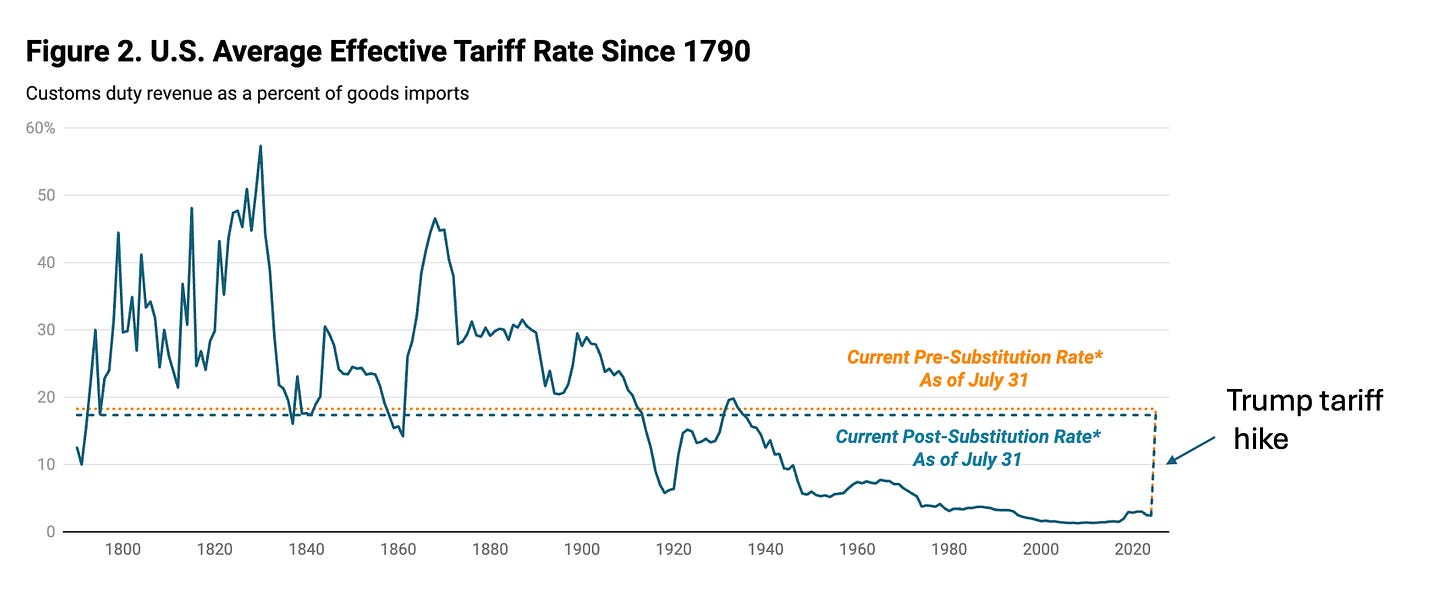 Figure 2. U.S. Average Effective Tariff Rate Since 1790
Customs duty revenue as a percent of goods imports
60%
50
40
30
20
10
0
Current Pre-Substitution Rate*
As of July 31
Current Post-Substitution Rate*
As of July 31
Trump tariff
hike
1800 1820 1840 1860 1880 1900 1920 1940 1960 1980 2000 2020